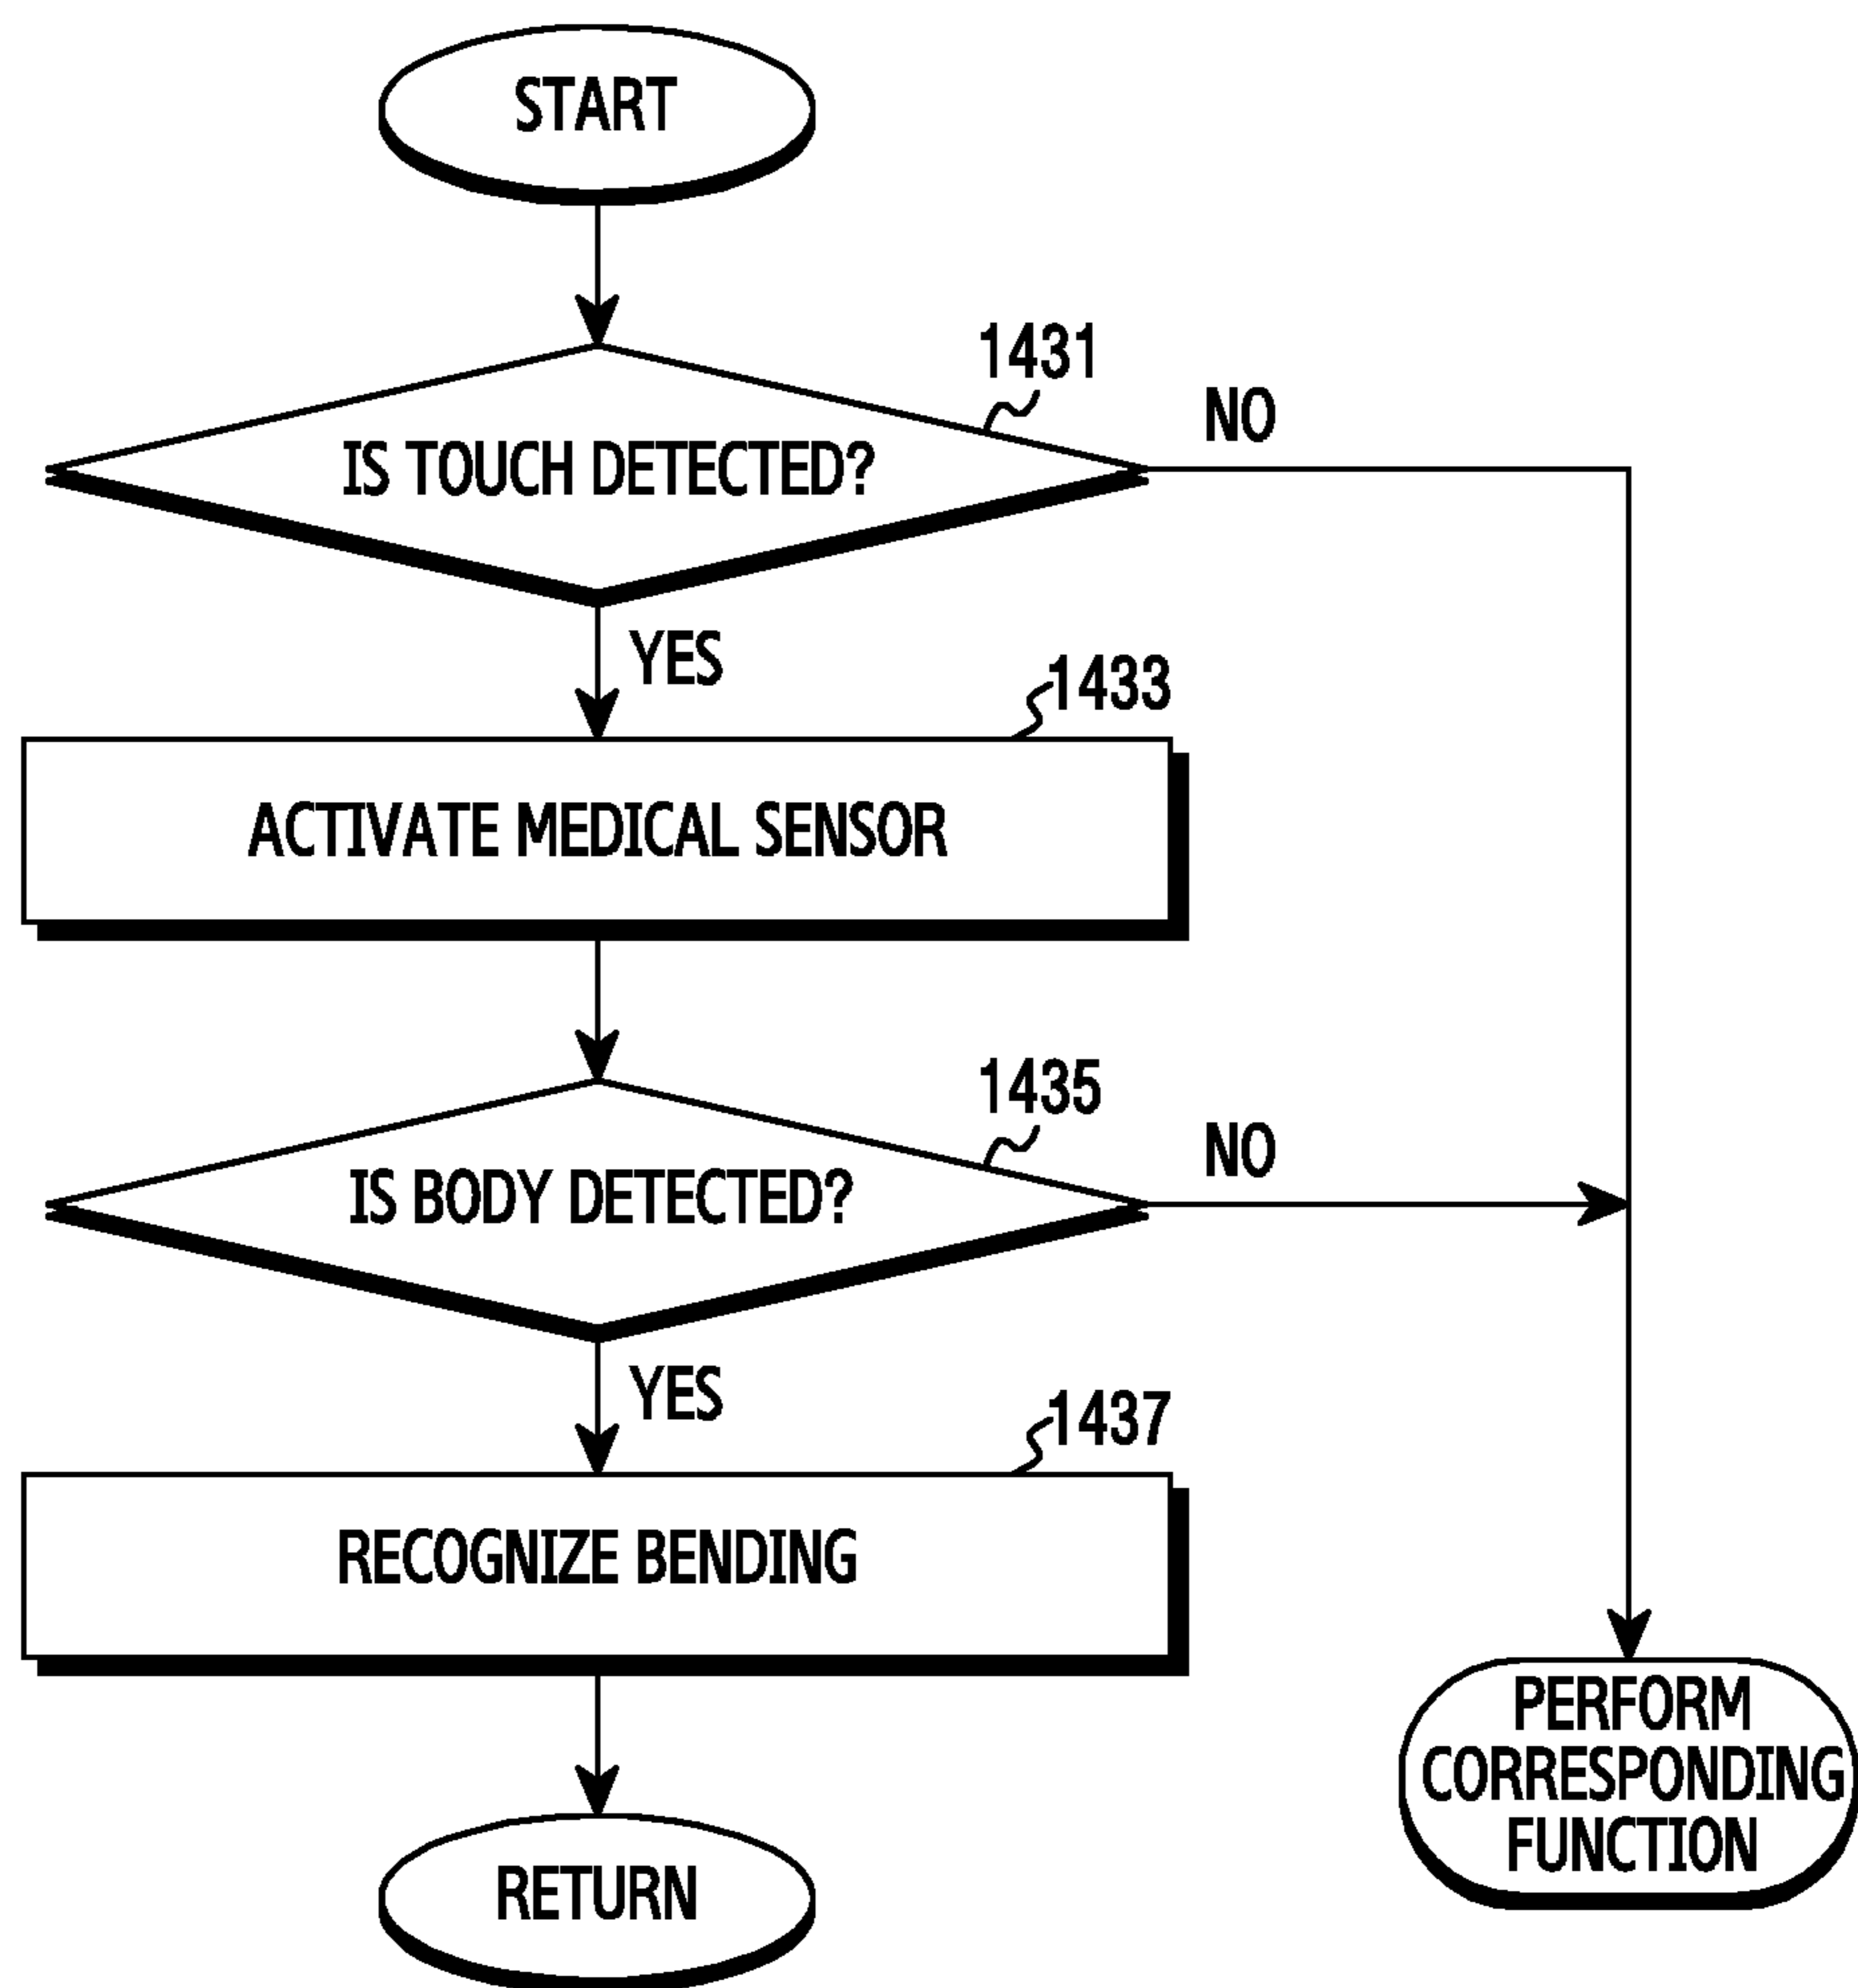 START
1431
NO
IS TOUCH DETECTED?
YES
1433
ACTIVATE MEDICAL SENSOR
1435
NO
IS BODY DETECTED?
YES
1437
RECOGNIZE BENDING
PERFORM
CORRESPONDING
FUNCTION
RETURN